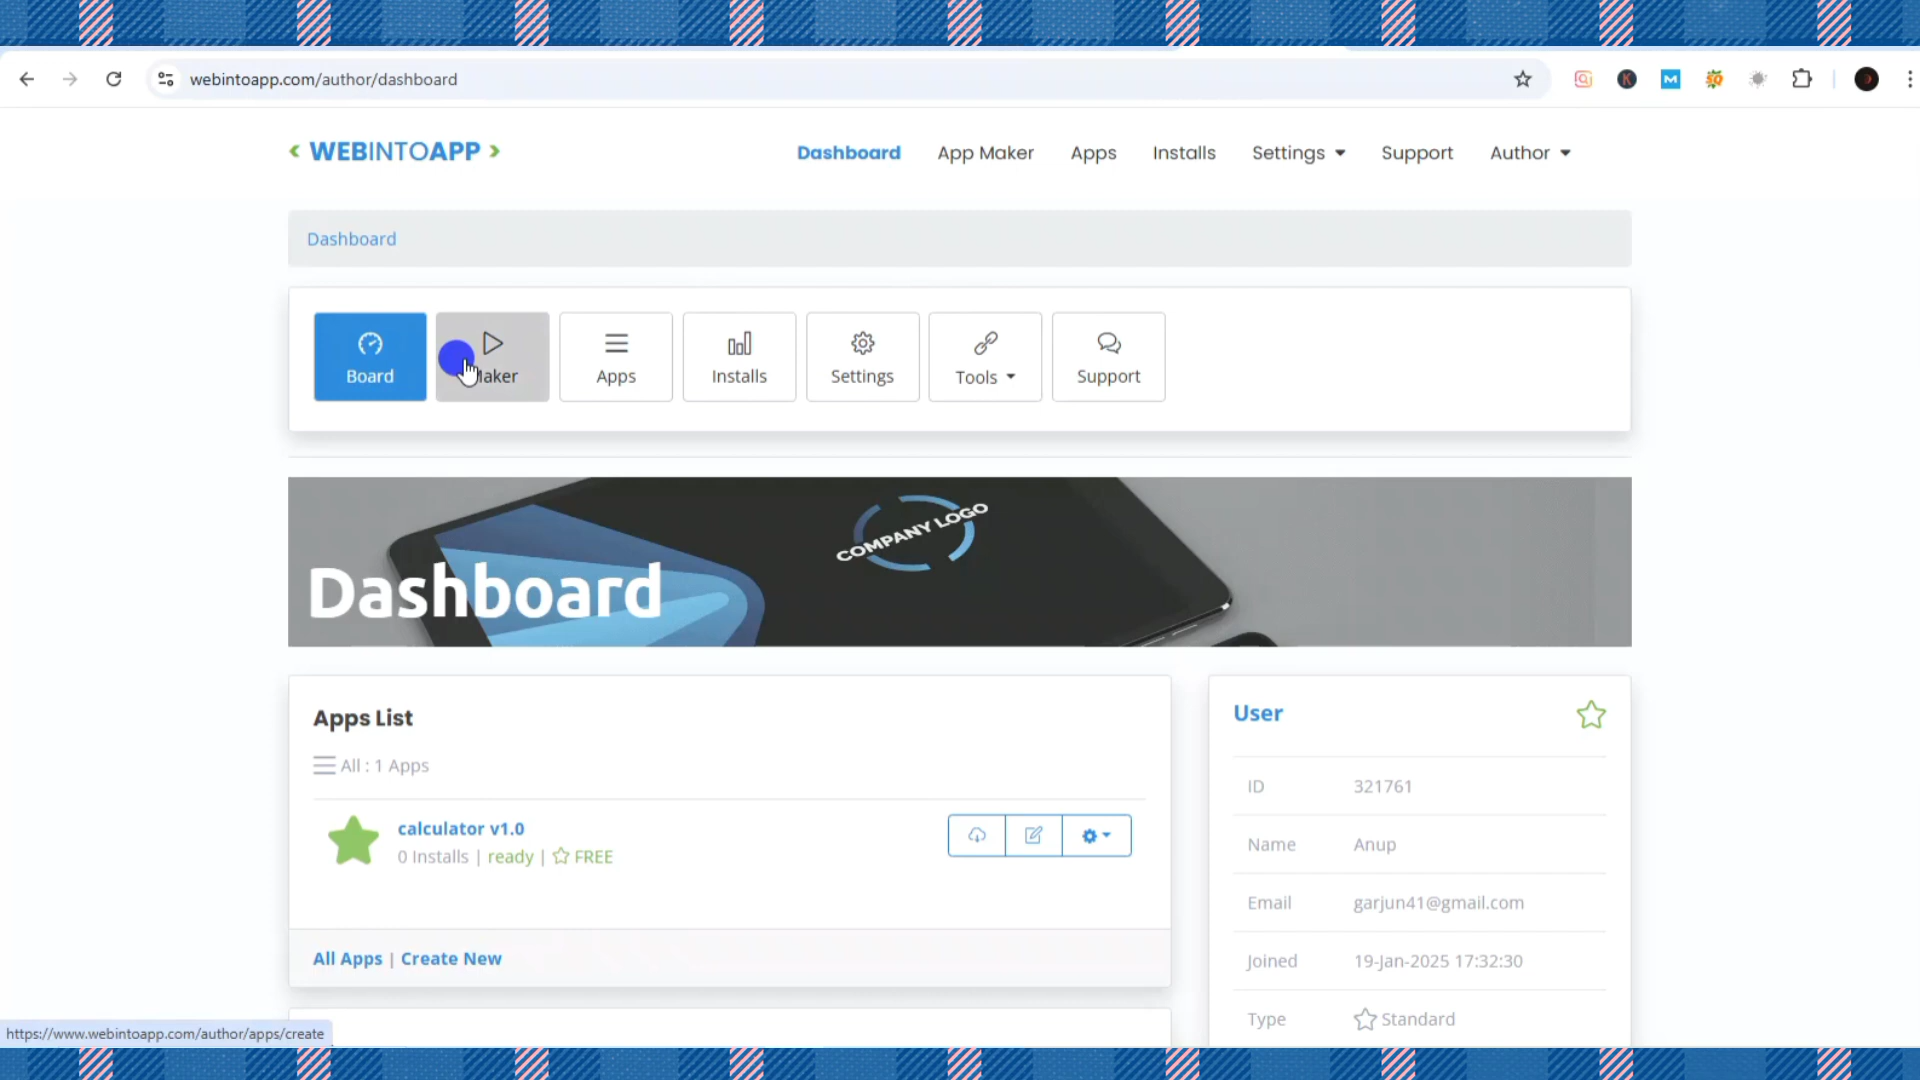 webintoapp.com/author/dashboard
WEBINTOAPP
Dashboard App Maker Apps Installs Settings Support Author
Dashboard
Board Maker Apps Installs Settings Tools Support
COMPANY LOGO
Dashboard
Apps List
All : 1 Apps
calculator v1.0
0 Installs | ready | FREE
All Apps | Create New
User
ID 321761
Name Anup
Email garjun41@gmail.com
Joined 19-Jan-2025 17:32:30
Type Standard
https://www.webintoapp.com/author/apps/create